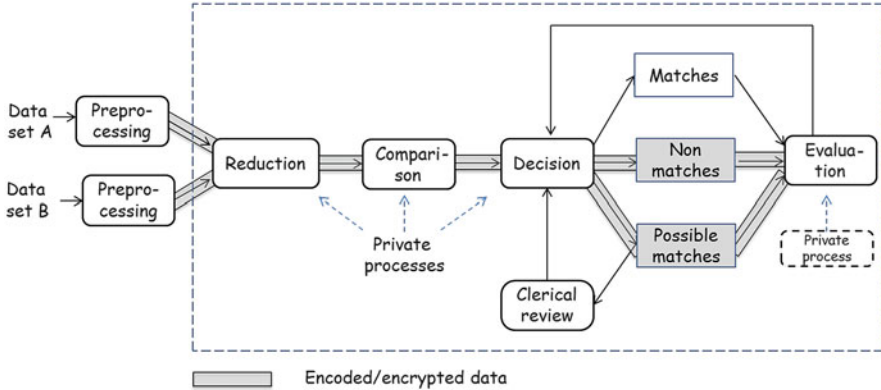 Data
set A
Prepro-
cessing
Data
set B
Prepro-
cessing
Reduction
Compari-
son
Decision
Matches
Non
matches
Possible
matches
Evalua-
tion
Private
processes
Private
process
Clerical
review
Encoded/encrypted data